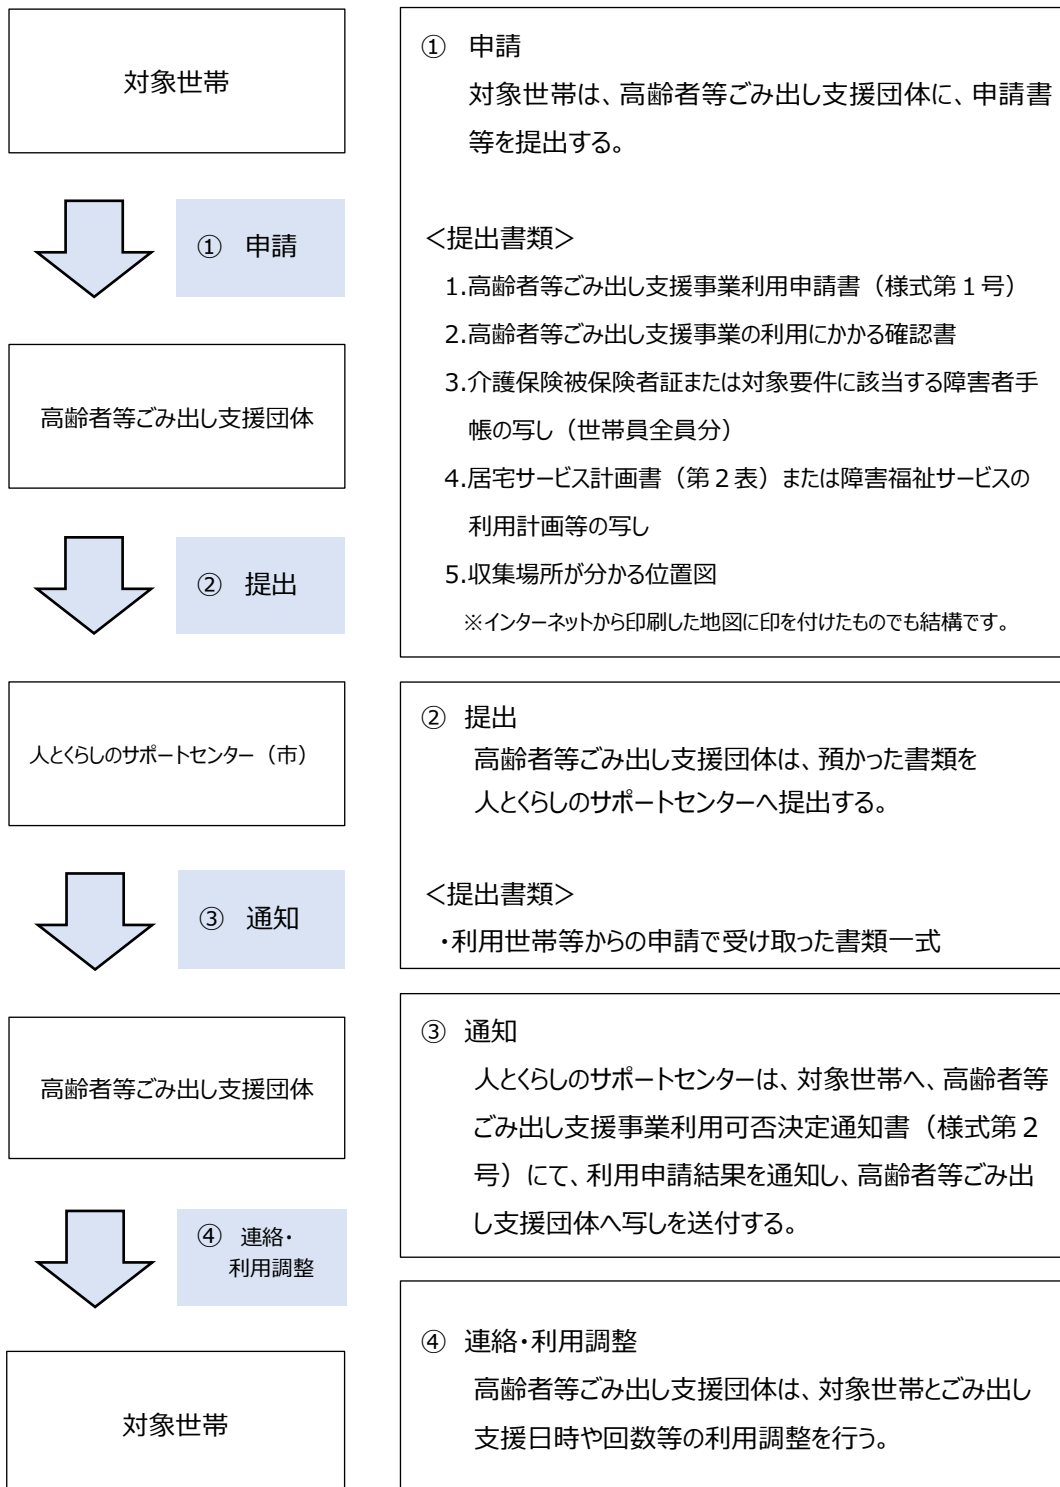 対象世帯
① 申請
高齢者等ごみ出し支援団体
② 提出
人とくらしのサポートセンター（市）
③ 通知
高齢者等ごみ出し支援団体
④ 連絡・
利用調整
対象世帯
① 申請
対象世帯は、高齢者等ごみ出し支援団体に、申請書
等を提出する。
＜提出書類＞
1.高齢者等ごみ出し支援事業利用申請書（様式第１号）
2.高齢者等ごみ出し支援事業の利用にかかる確認書
3.介護保険被保険者証または対象要件に該当する障害者手
帳の写し（世帯員全員分）
4.居宅サービス計画書（第２表）または障害福祉サービスの
利用計画等の写し
5.収集場所が分かる位置図
※インターネットから印刷した地図に印を付けたものでも結構です。
② 提出
高齢者等ごみ出し支援団体は、預かった書類を
人とくらしのサポートセンターへ提出する。
＜提出書類＞
・利用世帯等からの申請で受け取った書類一式
③ 通知
人とくらしのサポートセンターは、対象世帯へ、高齢者等
ごみ出し支援事業利用可否決定通知書（様式第２
号）にて、利用申請結果を通知し、高齢者等ごみ出
し支援団体へ写しを送付する。
④ 連絡・利用調整
高齢者等ごみ出し支援団体は、対象世帯とごみ出し
支援日時や回数等の利用調整を行う。